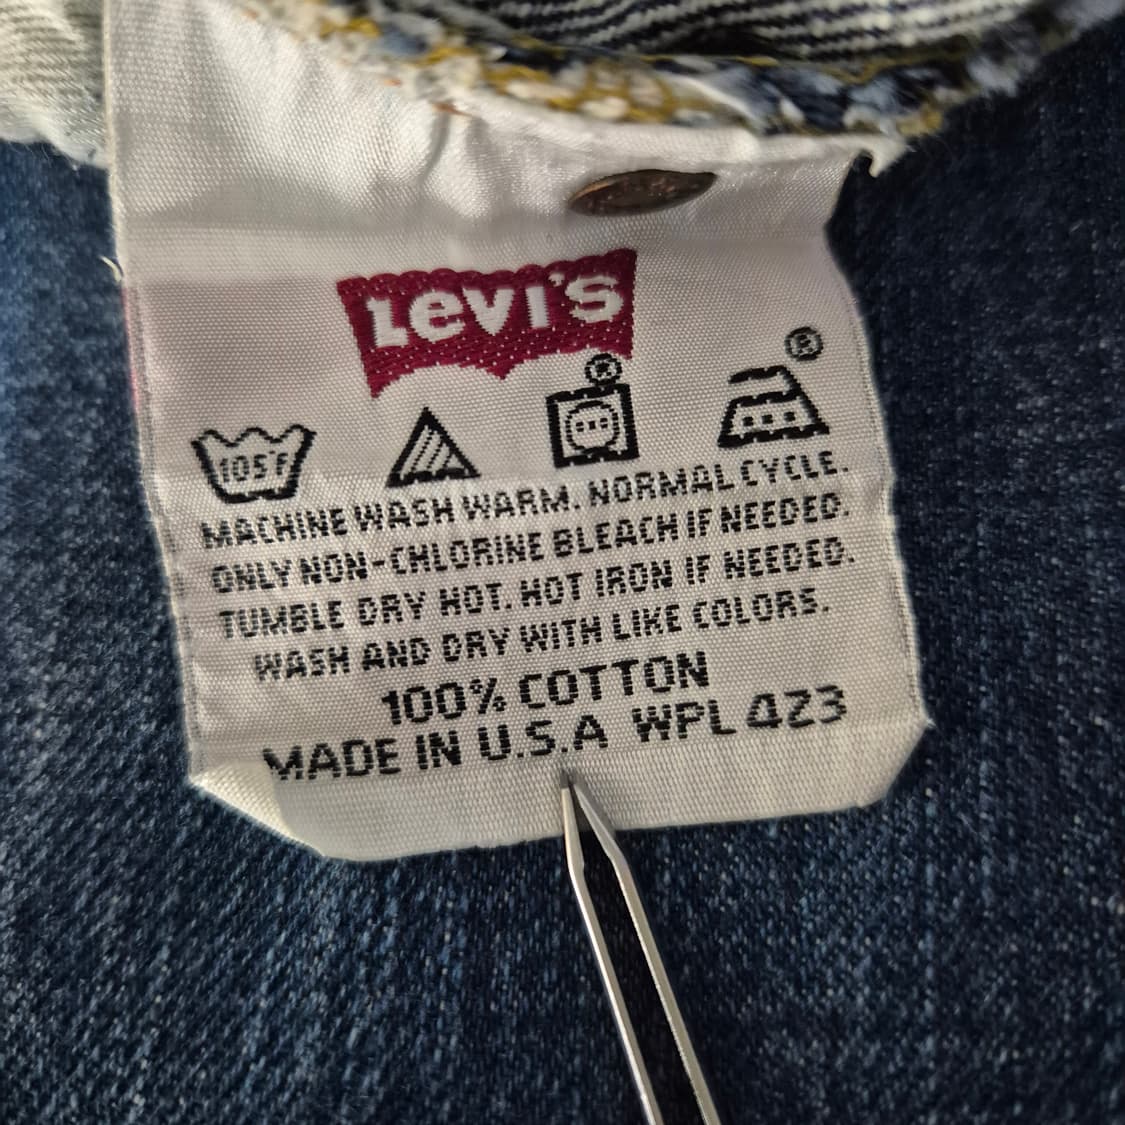 Levi's
®
®
105°F
MACHINE WASH WARM. NORMAL CYCLE.
ONLY NON-CHLORINE BLEACH IF NEEDED.
TUMBLE DRY HOT. HOT IRON IF NEEDED.
WASH AND DRY WITH LIKE COLORS.
100% COTTON
MADE IN U.S.A WPL 423